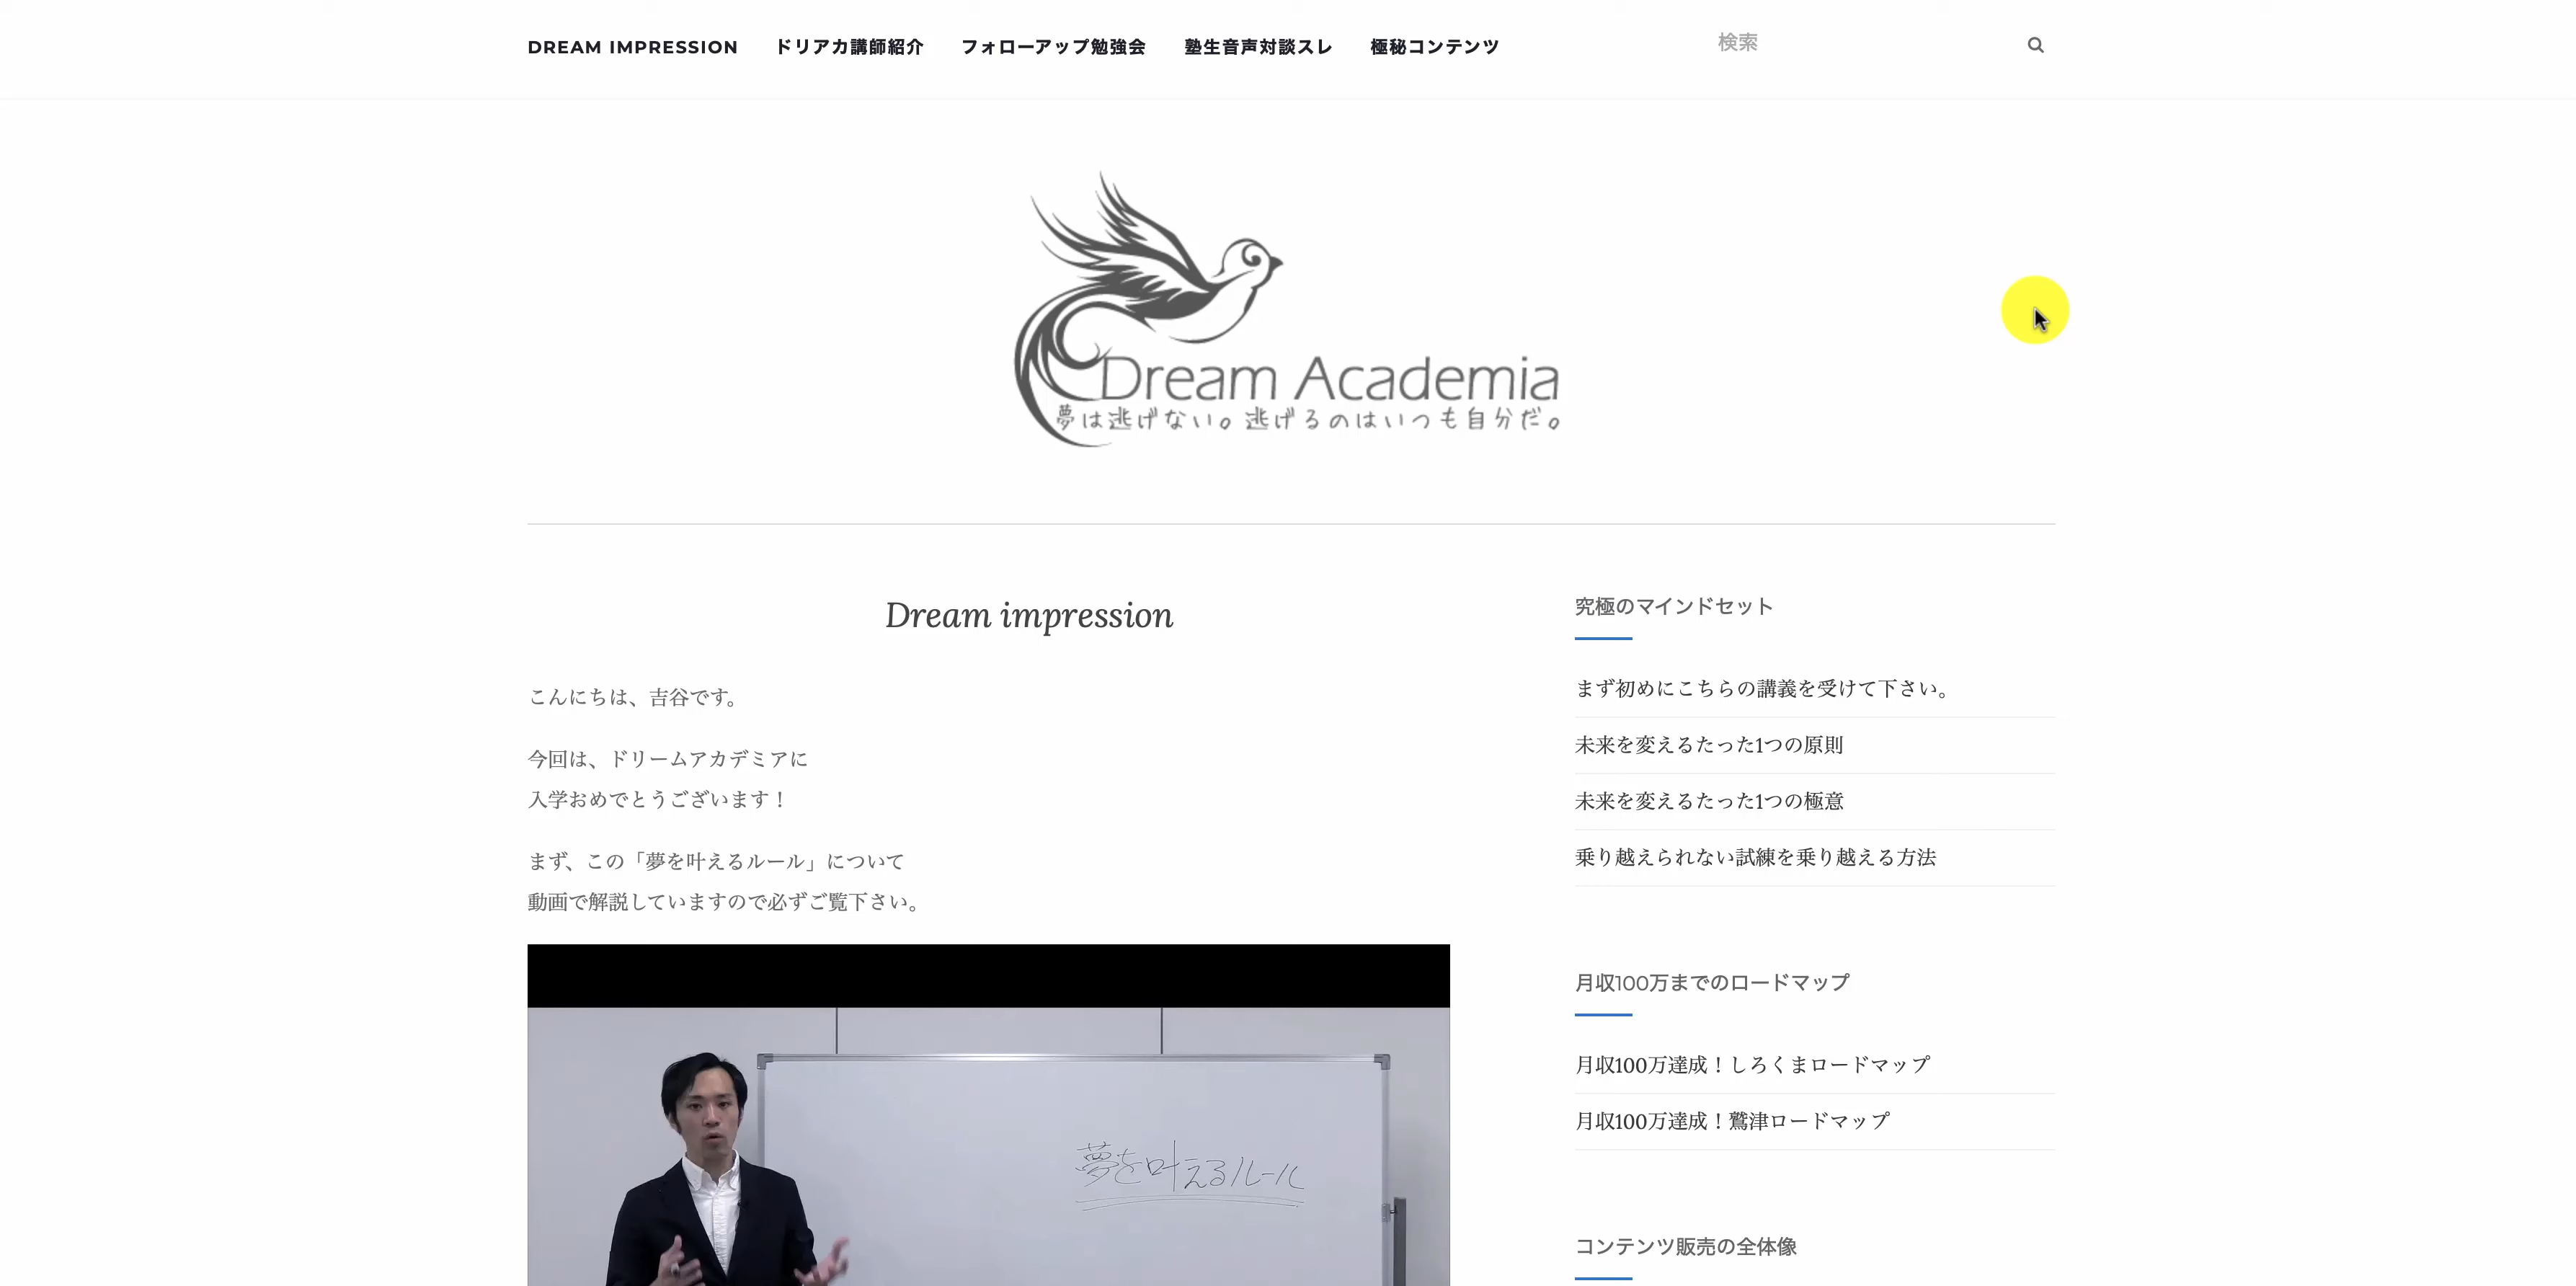 DREAM IMPRESSION
ドリアカ講師紹介
フォローアップ勉強会
塾生音声対談スレ
極秘コンテンツ
検索
Dream Academia
夢は逃げない。逃げるのはいつも自分だ。
Dream impression
こんにちは、吉谷です。
今回は、ドリームアカデミアに
入学おめでとうございます！
まず、この「夢を叶えるルール」について
動画で解説していますので必ずご覧下さい。
夢を叶えるルール
究極のマインドセット
まず初めにこちらの講義を受けて下さい。
未来を変えるたった1つの原則
未来を変えるたった1つの極意
乗り越えられない試練を乗り越える方法
月収100万までのロードマップ
月収100万達成！しろくまロードマップ
月収100万達成！鷲津ロードマップ
コンテンツ販売の全体像